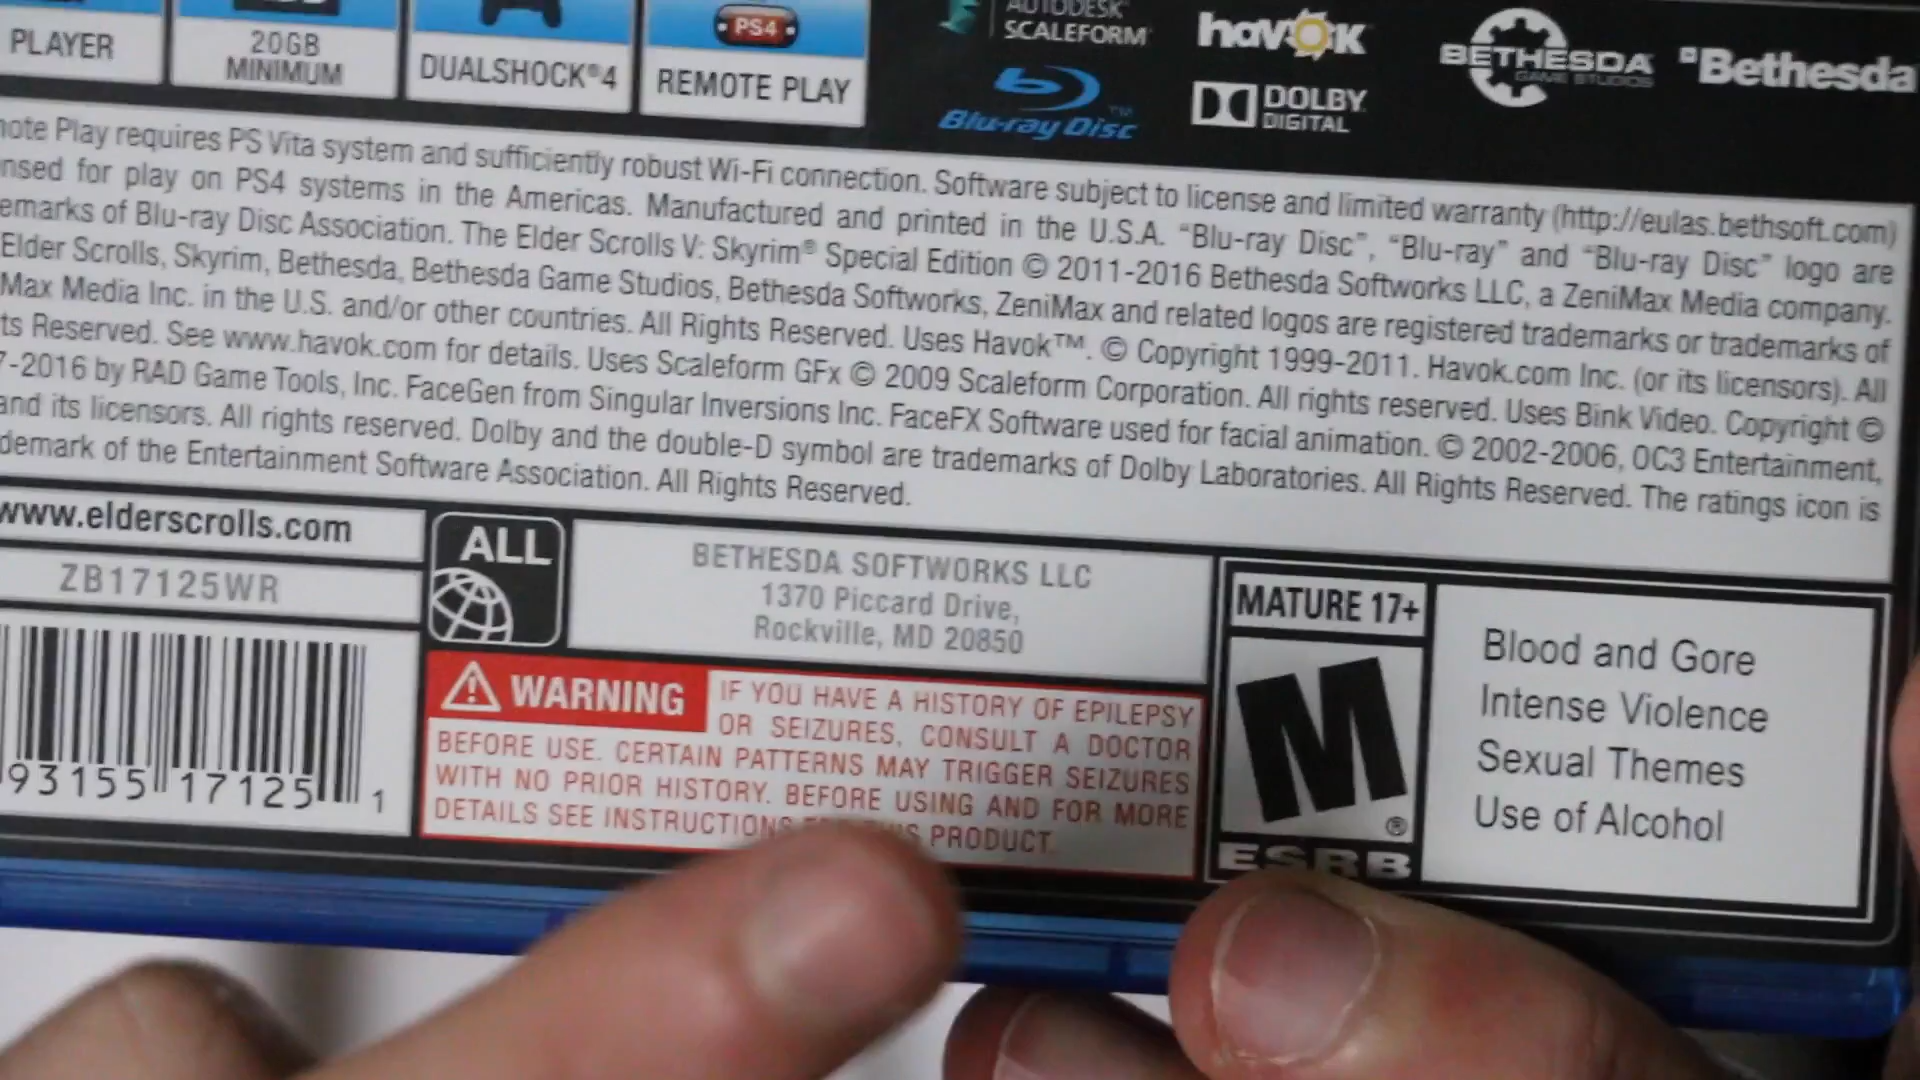 PLAYER
20GB
MINIMUM
DUALSHOCK®4
PS4
REMOTE PLAY
AUTODESK
SCALEFORM
havok
BETHESDA
GAME STUDIOS
Bethesda
Blu-ray Disc™
DOLBY
DIGITAL
ote Play requires PS Vita system and sufficiently robust Wi-Fi connection. Software subject to license and limited warranty (http://eulas.bethsoft.com)
nsed for play on PS4 systems in the Americas. Manufactured and printed in the U.S.A. “Blu-ray Disc”, “Blu-ray” and “Blu-ray Disc” logo are
emarks of Blu-ray Disc Association. The Elder Scrolls V: Skyrim® Special Edition © 2011-2016 Bethesda Softworks LLC, a ZeniMax Media company.
Elder Scrolls, Skyrim, Bethesda, Bethesda Game Studios, Bethesda Softworks, ZeniMax and related logos are registered trademarks or trademarks of
Max Media Inc. in the U.S. and/or other countries. All Rights Reserved. Uses Havok™. © Copyright 1999-2011. Havok.com Inc. (or its licensors). All
ts Reserved. See www.havok.com for details. Uses Scaleform GFx © 2009 Scaleform Corporation. All rights reserved. Uses Bink Video. Copyright ©
7-2016 by RAD Game Tools, Inc. FaceGen from Singular Inversions Inc. FaceFX Software used for facial animation. © 2002-2006, OC3 Entertainment,
and its licensors. All rights reserved. Dolby and the double-D symbol are trademarks of Dolby Laboratories. All Rights Reserved. The ratings icon is
demark of the Entertainment Software Association. All Rights Reserved.
www.elderscrolls.com
ZB17125WR
93155 17125 1
ALL
BETHESDA SOFTWORKS LLC
1370 Piccard Drive,
Rockville, MD 20850
WARNING IF YOU HAVE A HISTORY OF EPILEPSY
OR SEIZURES, CONSULT A DOCTOR
BEFORE USE. CERTAIN PATTERNS MAY TRIGGER SEIZURES
WITH NO PRIOR HISTORY. BEFORE USING AND FOR MORE
DETAILS SEE INSTRUCTIONS PRODUCT.
MATURE 17+
M®
ESRB
Blood and Gore
Intense Violence
Sexual Themes
Use of Alcohol